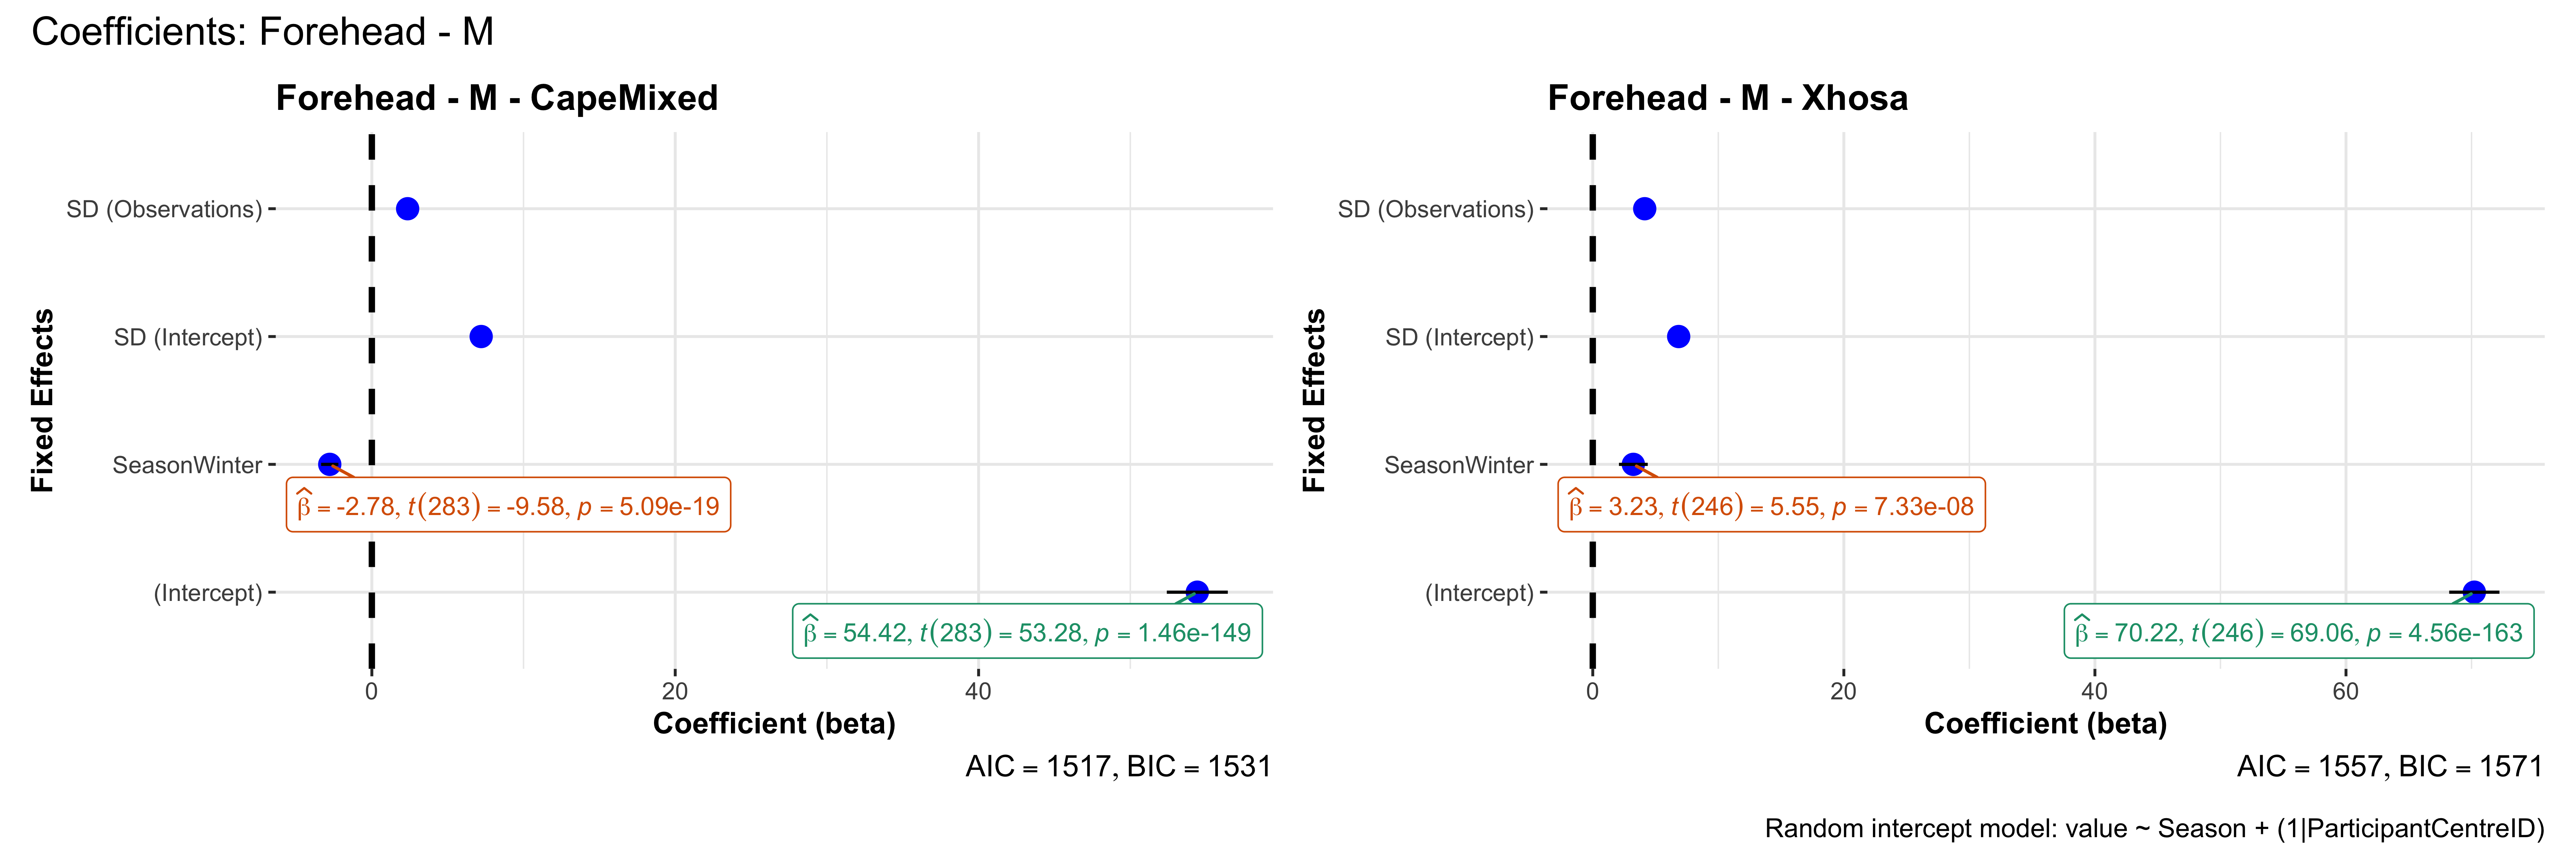 Coefficients: Forehead - M
Forehead - M - CapeMixed
Fixed Effects
SD (Observations)
SD (Intercept)
SeasonWinter
(Intercept)
β̂ = -2.78, t(283) = -9.58, p = 5.09e-19
β̂ = 54.42, t(283) = 53.28, p = 1.46e-149
0 20 40
Coefficient (beta)
AIC = 1517, BIC = 1531
Forehead - M - Xhosa
Fixed Effects
SD (Observations)
SD (Intercept)
SeasonWinter
(Intercept)
β̂ = 3.23, t(246) = 5.55, p = 7.33e-08
β̂ = 70.22, t(246) = 69.06, p = 4.56e-163
0 20 40 60
Coefficient (beta)
AIC = 1557, BIC = 1571
Random intercept model: value ~ Season + (1|ParticipantCentreID)